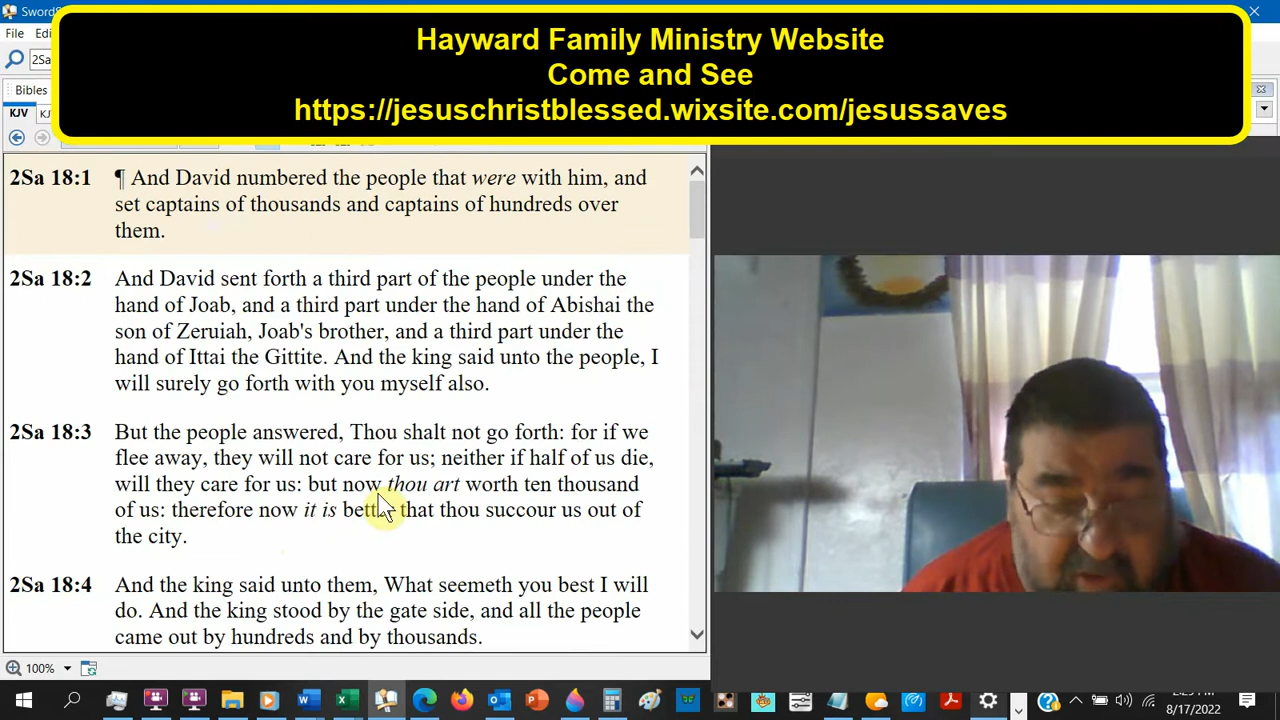 Sword
Hayward Family Ministry Website
Come and See
https://jesuschristblessed.wixsite.com/jesussaves
File
2Sa
Bibles
KJV
2Sa 18:1 ¶ And David numbered the people that were with him, and
set captains of thousands and captains of hundreds over
them.
2Sa 18:2 And David sent forth a third part of the people under the
hand of Joab, and a third part under the hand of Abishai the
son of Zeruiah, Joab's brother, and a third part under the
hand of Ittai the Gittite. And the king said unto the people, I
will surely go forth with you myself also.
2Sa 18:3 But the people answered, Thou shalt not go forth: for if we
flee away, they will not care for us; neither if half of us die,
will they care for us: but now thou art worth ten thousand
of us: therefore now it is better that thou succour us out of
the city.
2Sa 18:4 And the king said unto them, What seemeth you best I will
do. And the king stood by the gate side, and all the people
came out by hundreds and by thousands.
100%
8/17/2022